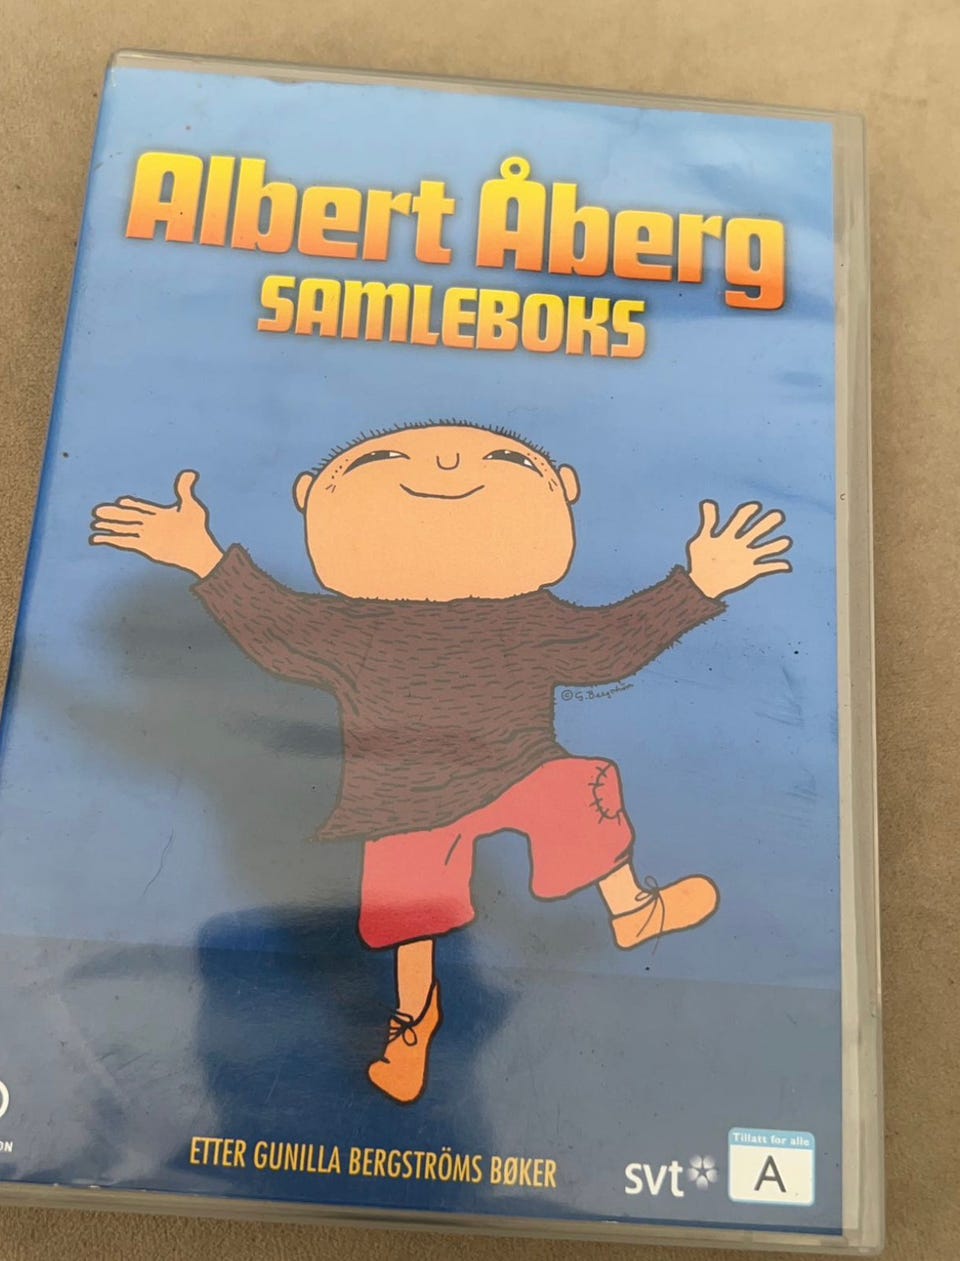 Albert Åberg
SAMLEBOKS
© G. Bergström
ETTER GUNILLA BERGSTRÖMS BØKER
svt
Tillatt for alle
A